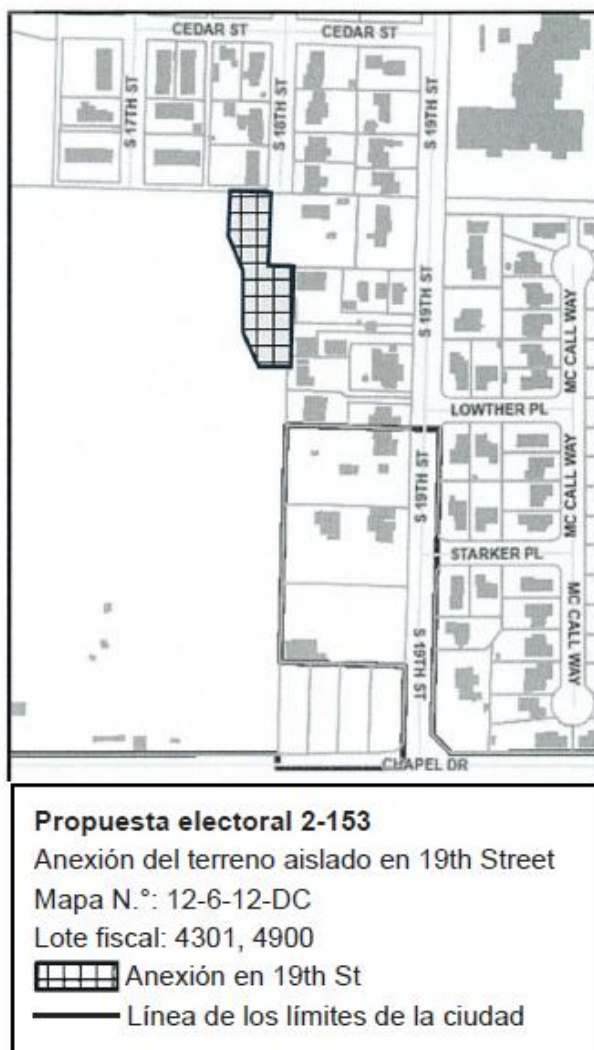 CEDAR ST
CEDAR ST
S 17TH ST
S 18TH ST
S 19TH ST
S 19TH ST
MC CALL WAY
LOWTHER PL
S 19TH ST
MC CALL WAY
STARKER PL
S 19TH ST
MC CALL WAY
CHAPEL DR
Propuesta electoral 2-153
Anexión del terreno aislado en 19th Street
Mapa N.°: 12-6-12-DC
Lote fiscal: 4301, 4900
Anexión en 19th St
Línea de los límites de la ciudad